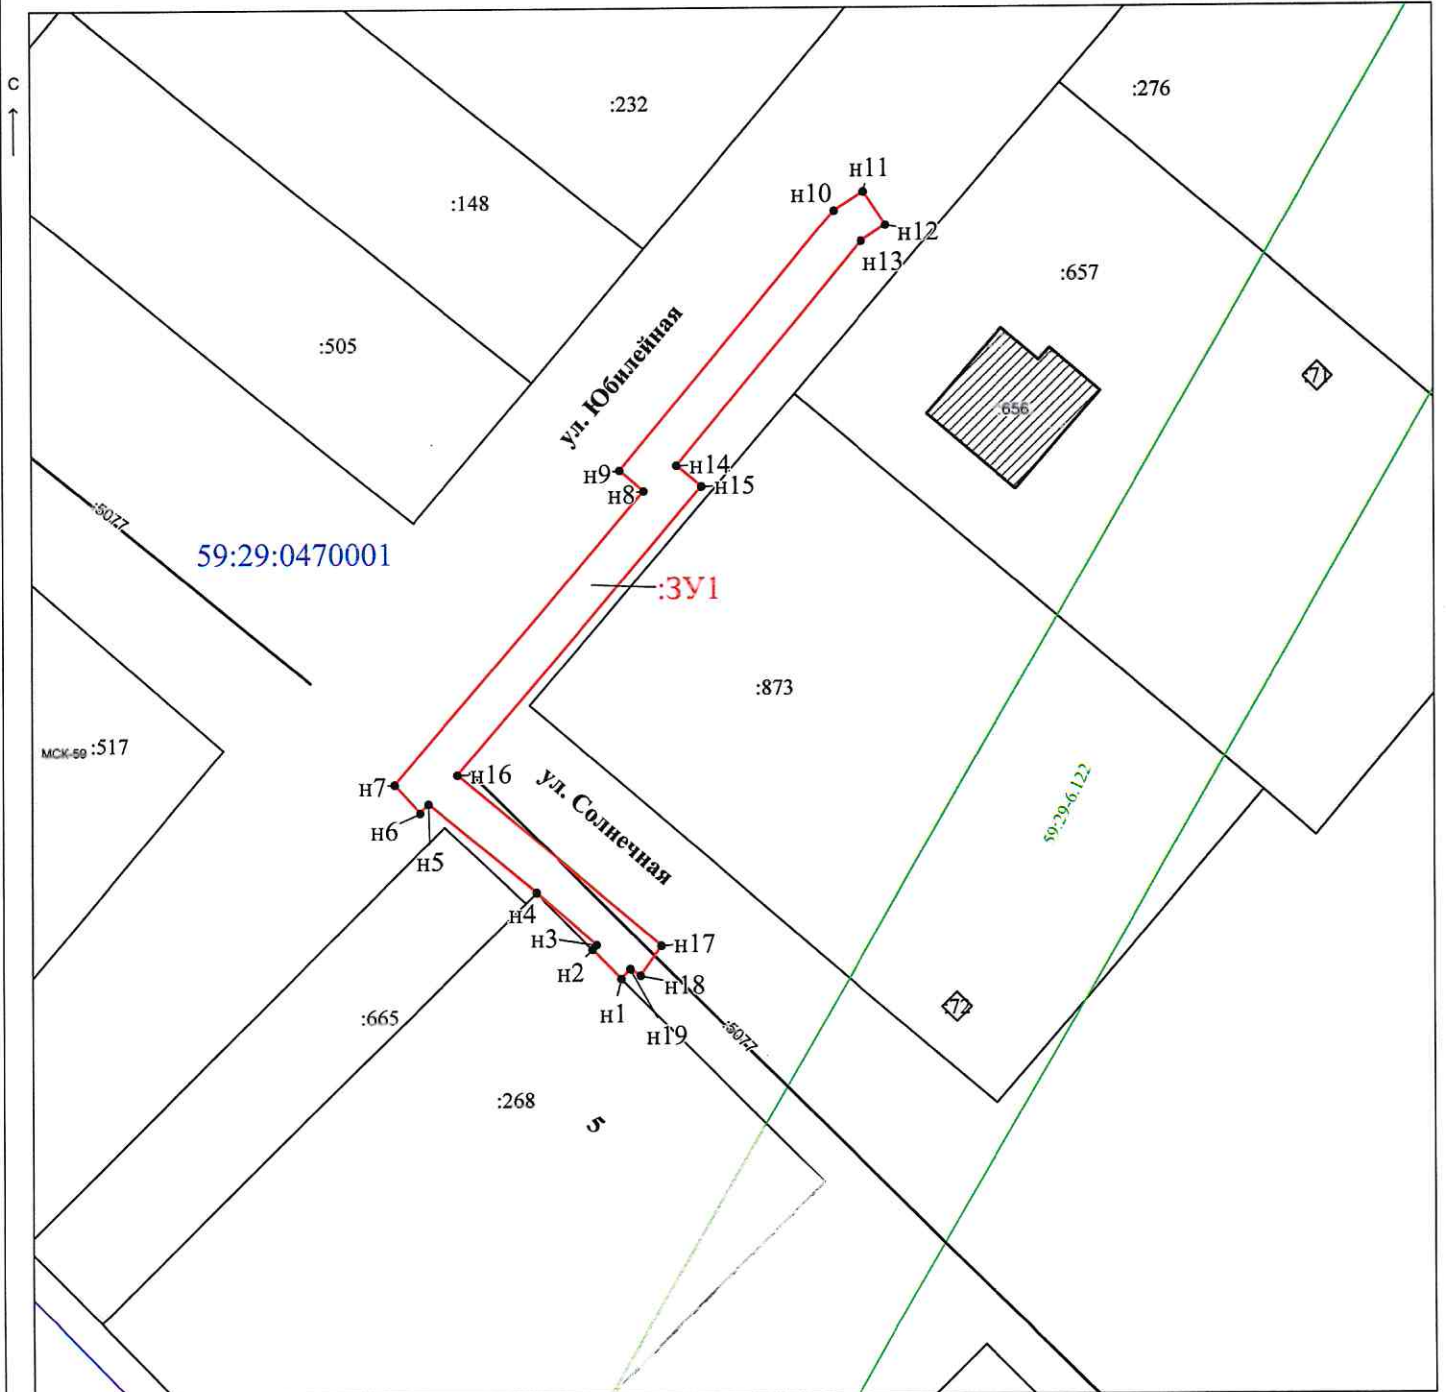 С
:232
:276
н11
н10
:148
н12
н13
:657
:505
ул. Юбилейная
:656
н9
н14
н8
н15
:5077
59:29:0470001
:ЗУ1
:873
МСК-59 :517
н7
н16
ул. Солнечная
59:29-6.122
н6
н5
н4
н3
н17
н2
н18
н1
н19
:665
:5077
:268
5